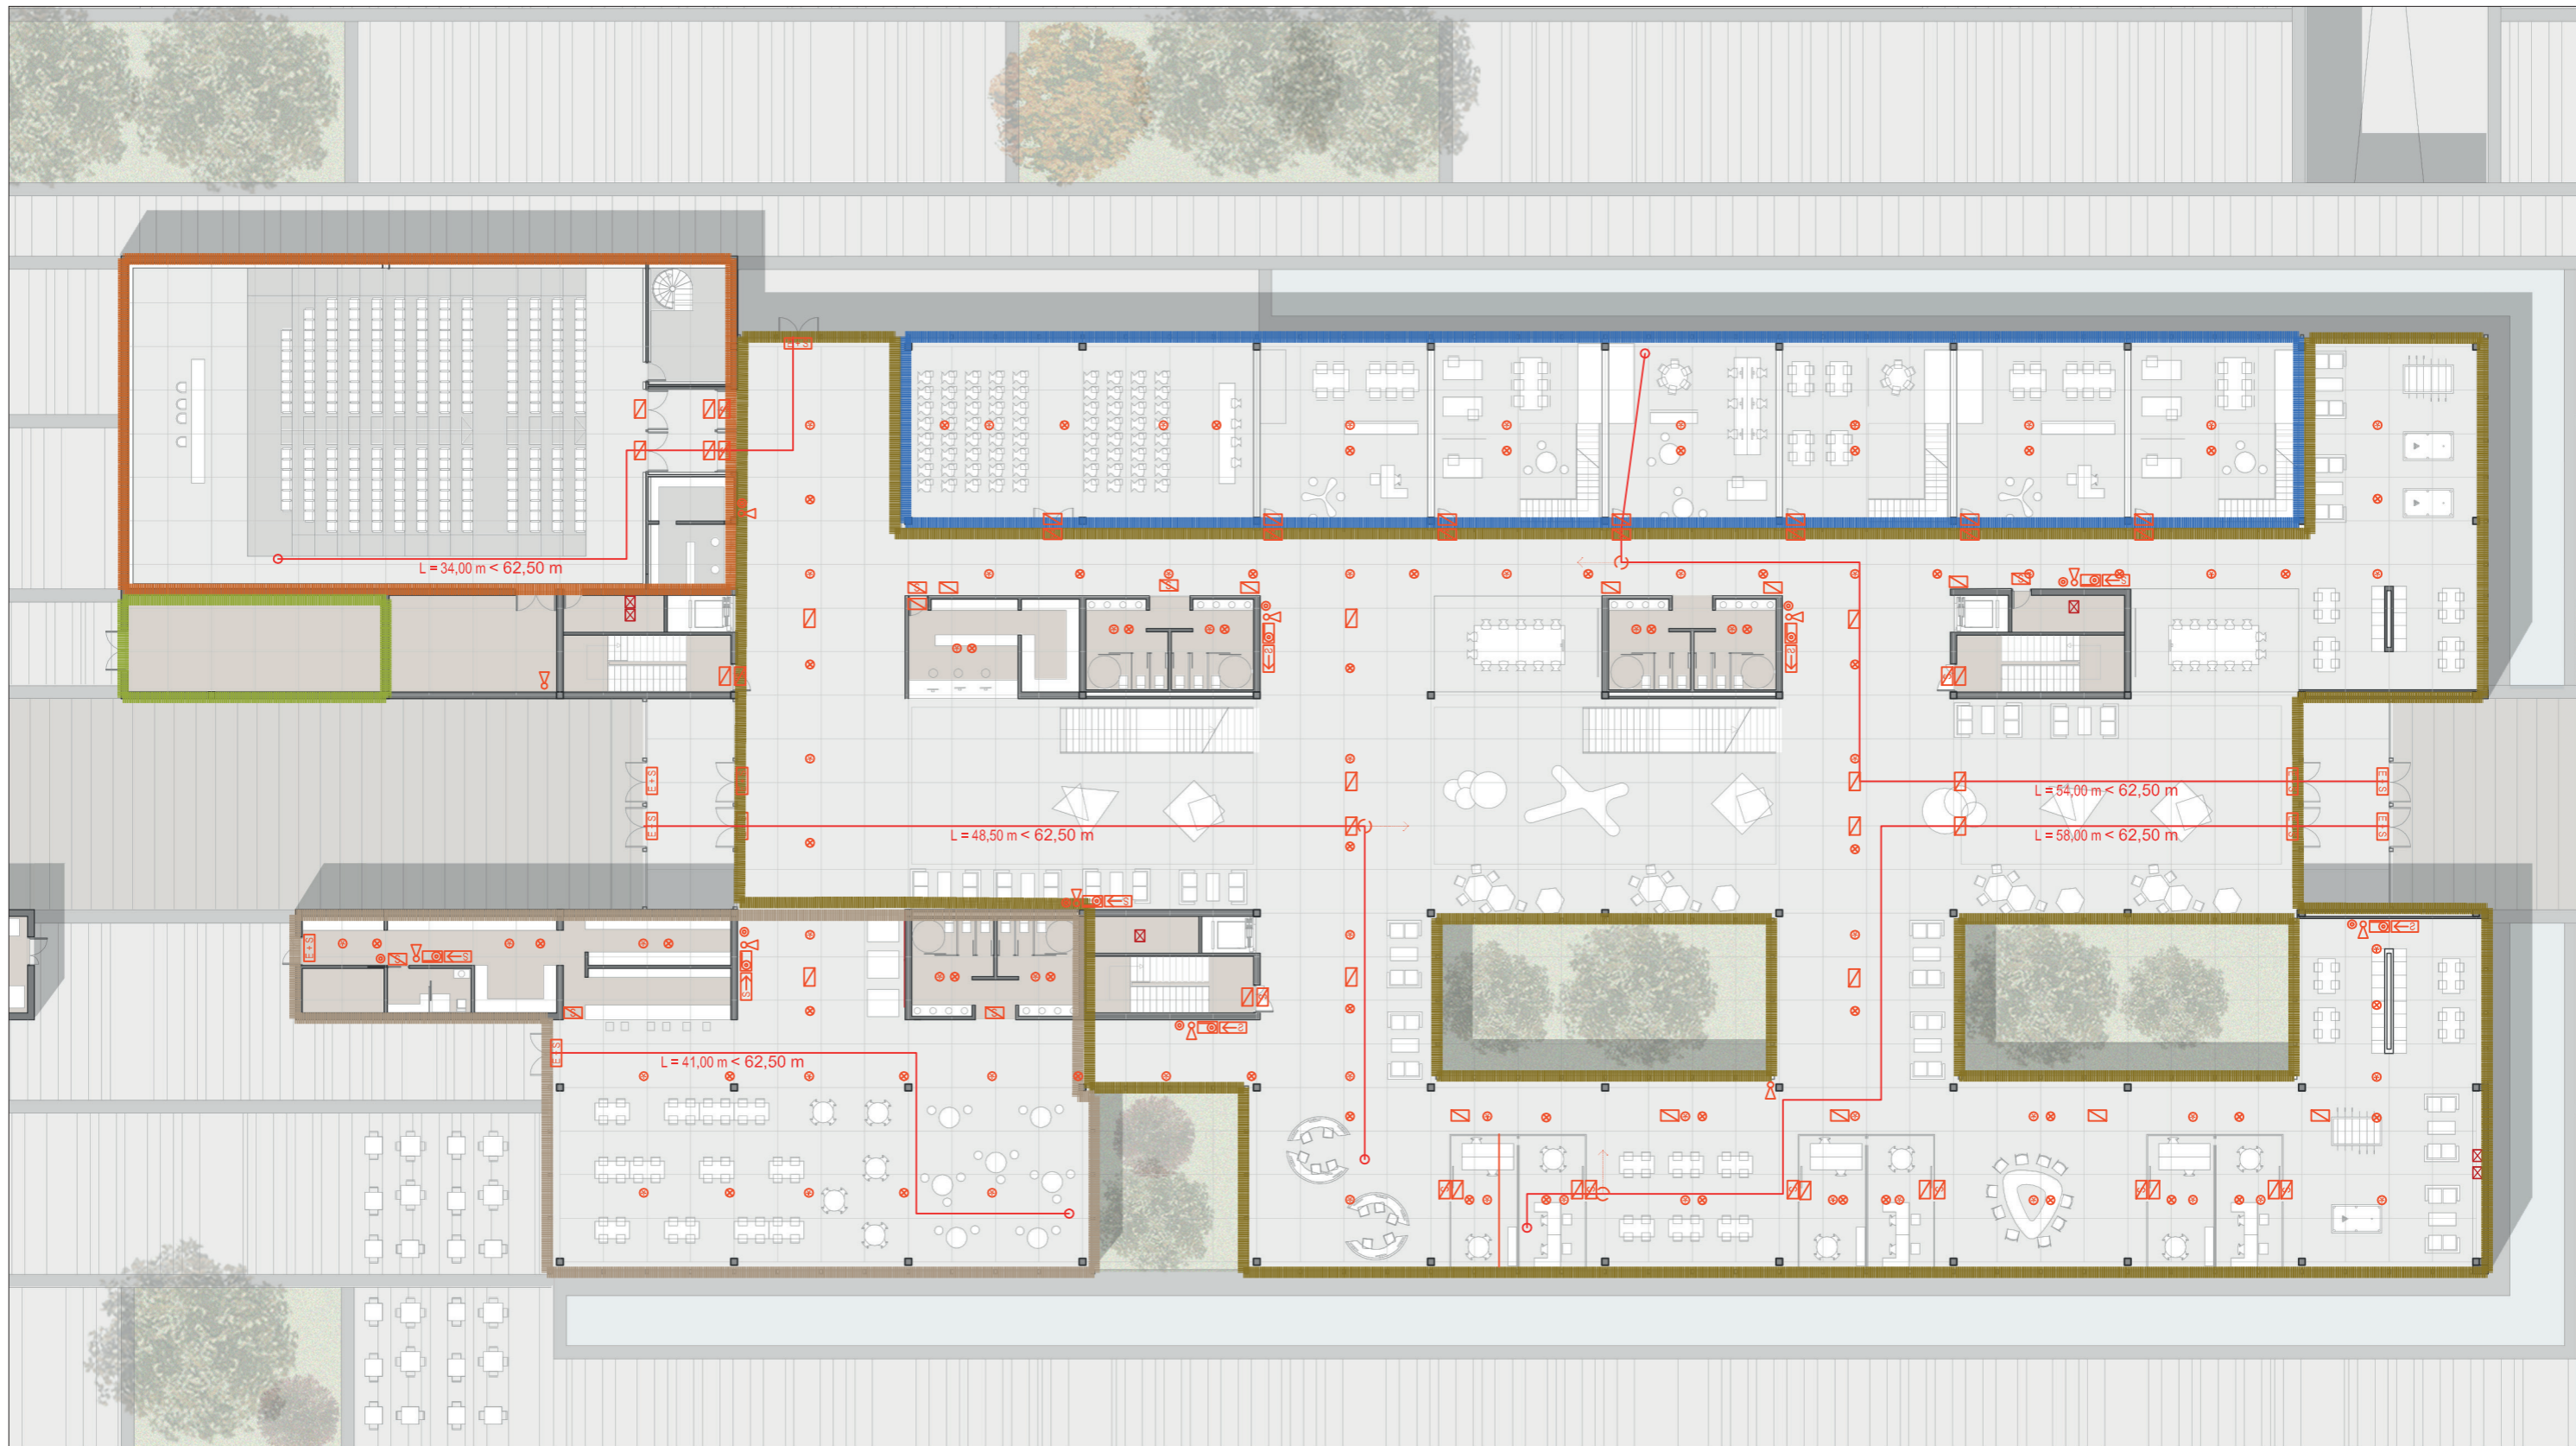 E+S
L = 34,00 m < 62,50 m
S
S
S
S
E+S
E+S
E+S
E+S
L = 54,00 m < 62,50 m
E+S
E+S
L = 48,50 m < 62,50 m
L = 58,00 m < 62,50 m
S
S
E+S
S
S
S
S
S
E+S
L = 41,00 m < 62,50 m